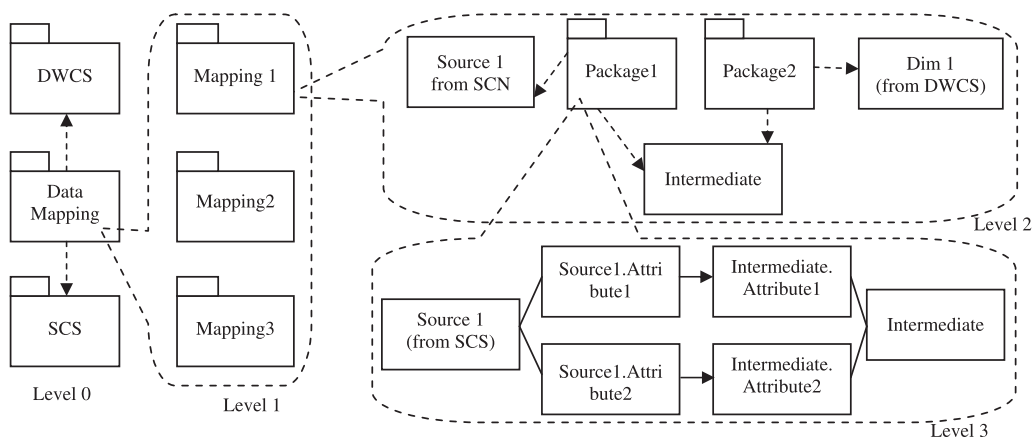 DWCS
Data
Mapping
SCS
Level 0
Mapping 1
Mapping2
Mapping3
Level 1
Source 1
from SCN
Package1
Package2
Dim 1
(from DWCS)
Intermediate
Level 2
Source 1
(from SCS)
Source1.Attri
bute1
Intermediate.
Attribute1
Source1.Attri
bute2
Intermediate.
Attribute2
Intermediate
Level 3